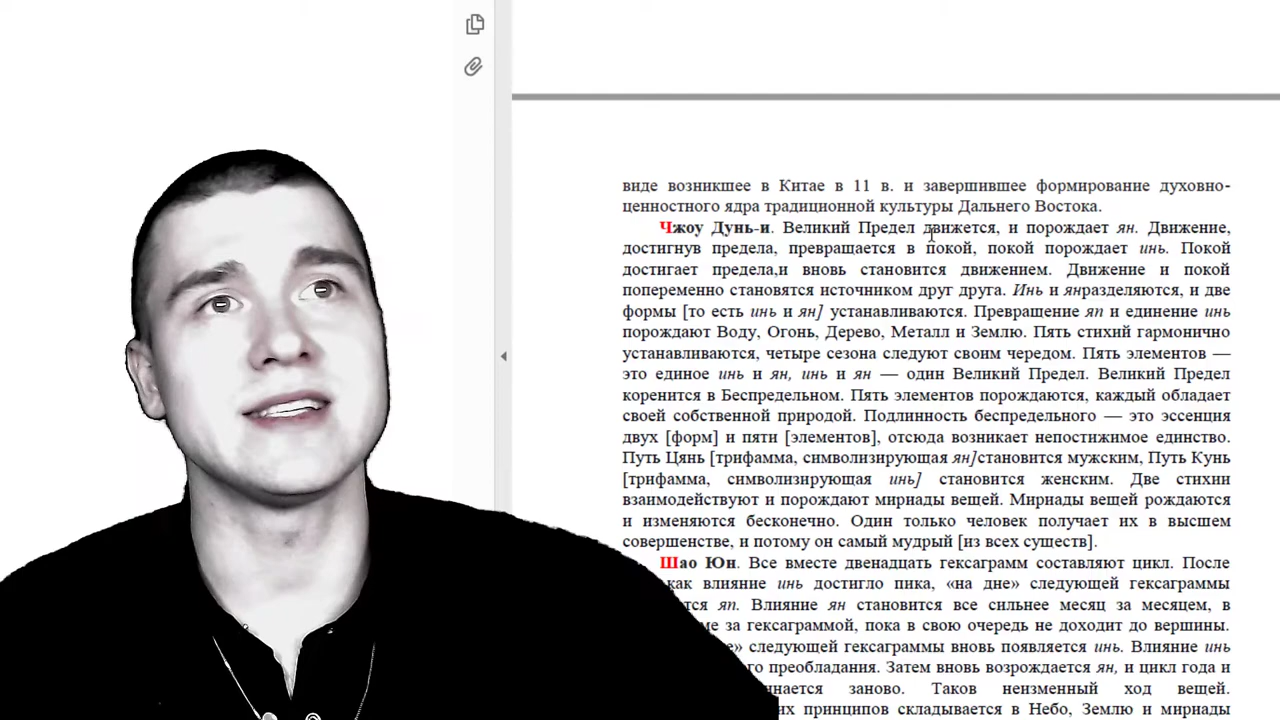 виде возникшее в Китае в 11 в. и завершившее формирование духовно-
ценностного ядра традиционной культуры Дальнего Востока.
Чжоу Дунь-и. Великий Предел движется, и порождает ян. Движение,
достигнув предела, превращается в покой, покой порождает инь. Покой
достигает предела,и вновь становится движением. Движение и покой
попеременно становятся источником друг друга. Инь и янразделяются, и две
формы [то есть инь и ян] устанавливаются. Превращение яп и единение инь
порождают Воду, Огонь, Дерево, Металл и Землю. Пять стихий гармонично
устанавливаются, четыре сезона следуют своим чередом. Пять элементов —
это единое инь и ян, инь и ян — один Великий Предел. Великий Предел
коренится в Беспредельном. Пять элементов порождаются, каждый обладает
своей собственной природой. Подлинность беспредельного — это эссенция
двух [форм] и пяти [элементов], отсюда возникает непостижимое единство.
Путь Цянь [трифамма, символизирующая ян]становится мужским, Путь Кунь
[трифамма, символизирующая инь] становится женским. Две стихии
взаимодействуют и порождают мириады вещей. Мириады вещей рождаются
и изменяются бесконечно. Один только человек получает их в высшем
совершенстве, и потому он самый мудрый [из всех существ].
Шао Юн. Все вместе двенадцать гексаграмм составляют цикл. После
как влияние инь достигло пика, «на дне» следующей гексаграммы
яп. Влияние ян становится все сильнее месяц за месяцем, в
за гексаграммой, пока в свою очередь не доходит до вершины.
следующей гексаграммы вновь появляется инь. Влияние инь
преобладания. Затем вновь возрождается ян, и цикл года и
заново. Таков неизменный ход вещей.
принципов складывается в Небо, Землю и мириады